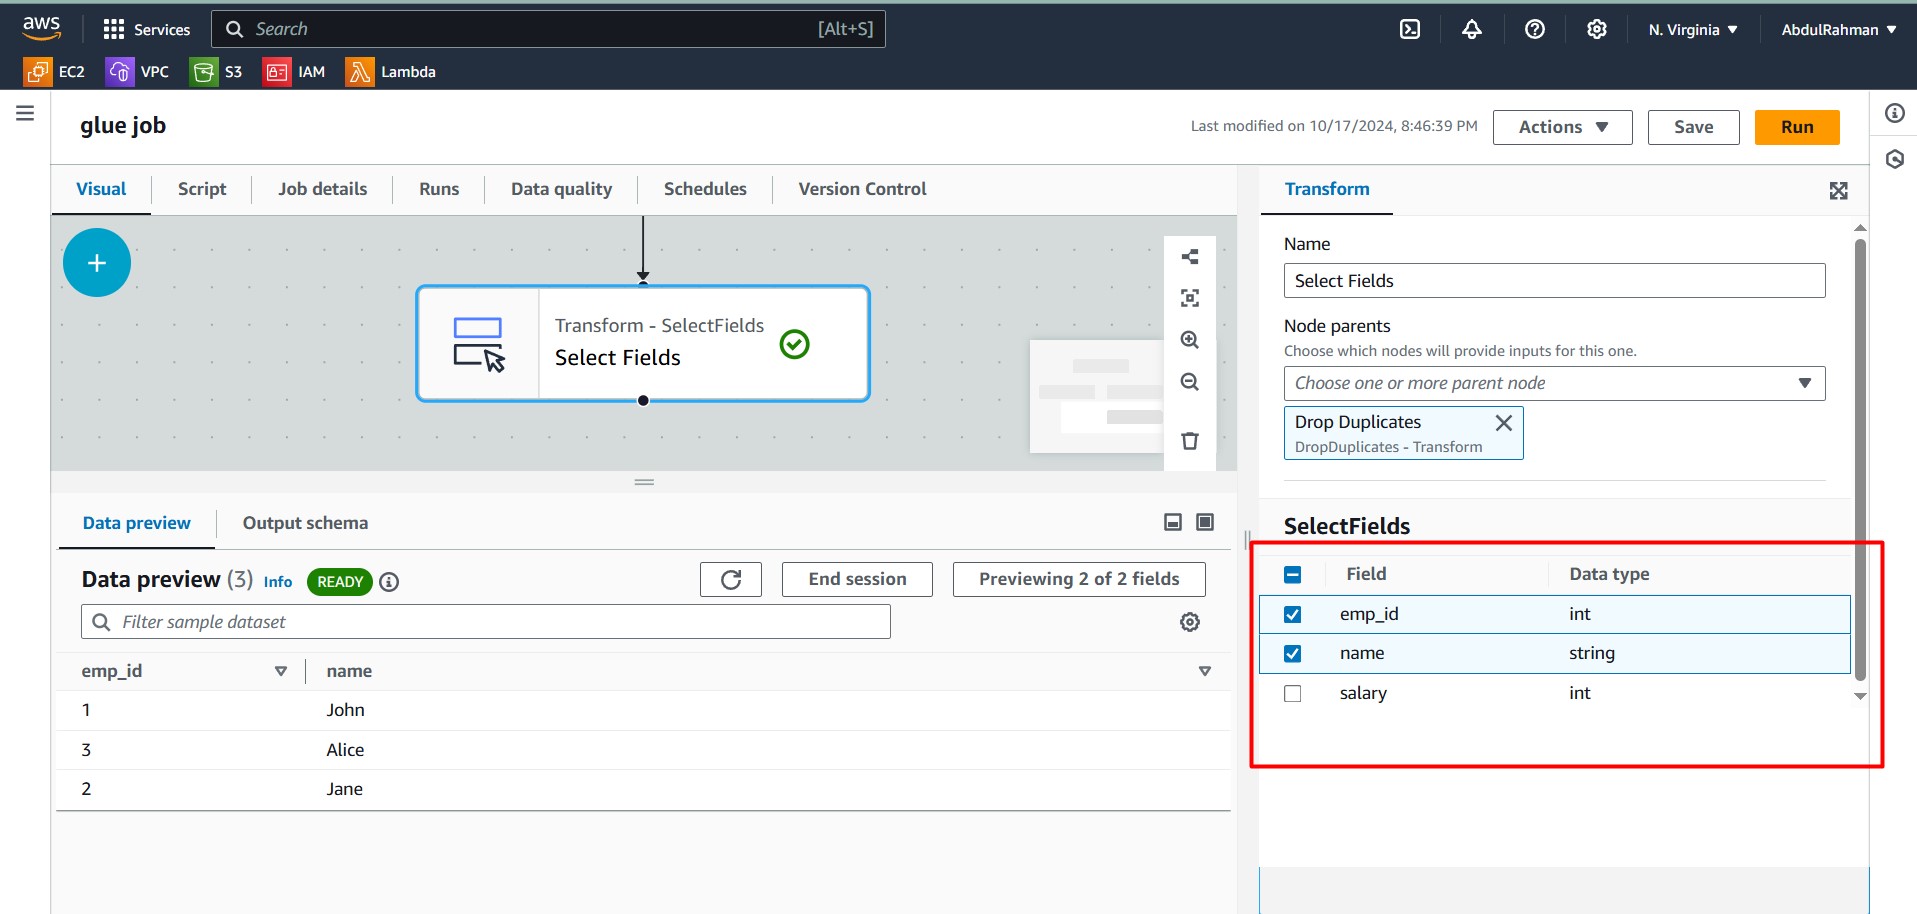 aws
Services
Search
[Alt+S]
N. Virginia
AbdulRahman
EC2
VPC
S3
IAM
Lambda
glue job
Last modified on 10/17/2024, 8:46:39 PM
Actions
Save
Run
Visual
Script
Job details
Runs
Data quality
Schedules
Version Control
Transform - SelectFields
Select Fields
Data preview
Output schema
Data preview (3)
Info
READY
End session
Previewing 2 of 2 fields
Filter sample dataset
emp_id
name
1
John
3
Alice
2
Jane
Transform
Name
Select Fields
Node parents
Choose which nodes will provide inputs for this one.
Choose one or more parent node
Drop Duplicates
DropDuplicates - Transform
SelectFields
Field
Data type
emp_id
int
name
string
salary
int